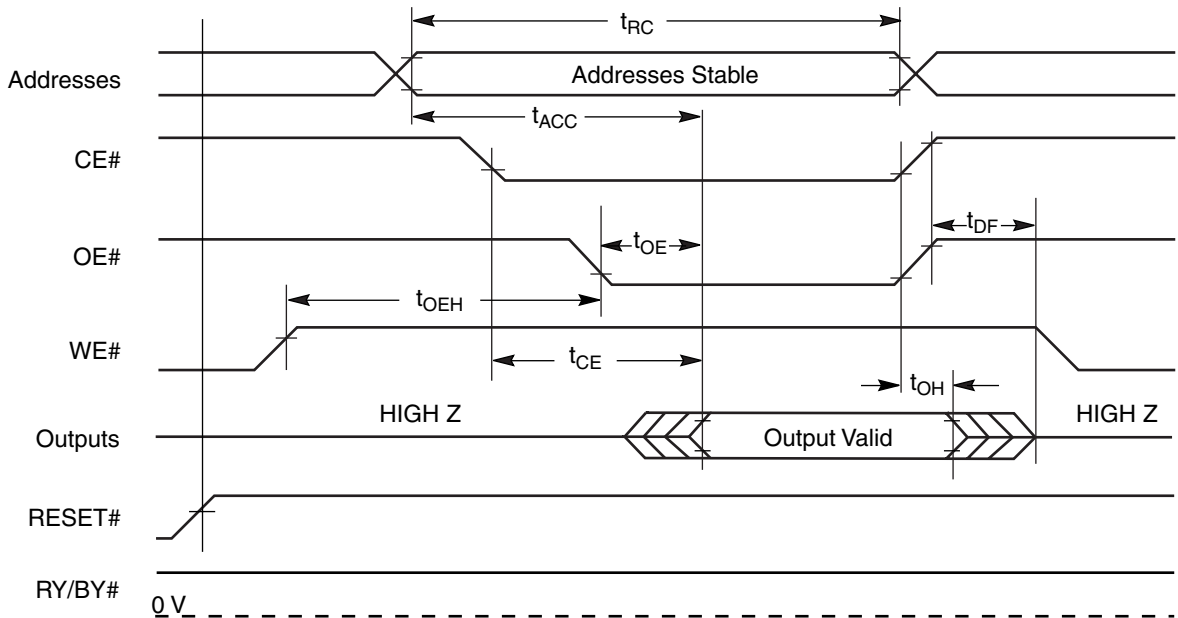 tRC
Addresses
Addresses Stable
tACC
CE#
tDF
OE#
tOE
tOEH
WE#
tCE
tOH
HIGH Z
HIGH Z
Outputs
Output Valid
RESET#
RY/BY#
0 V